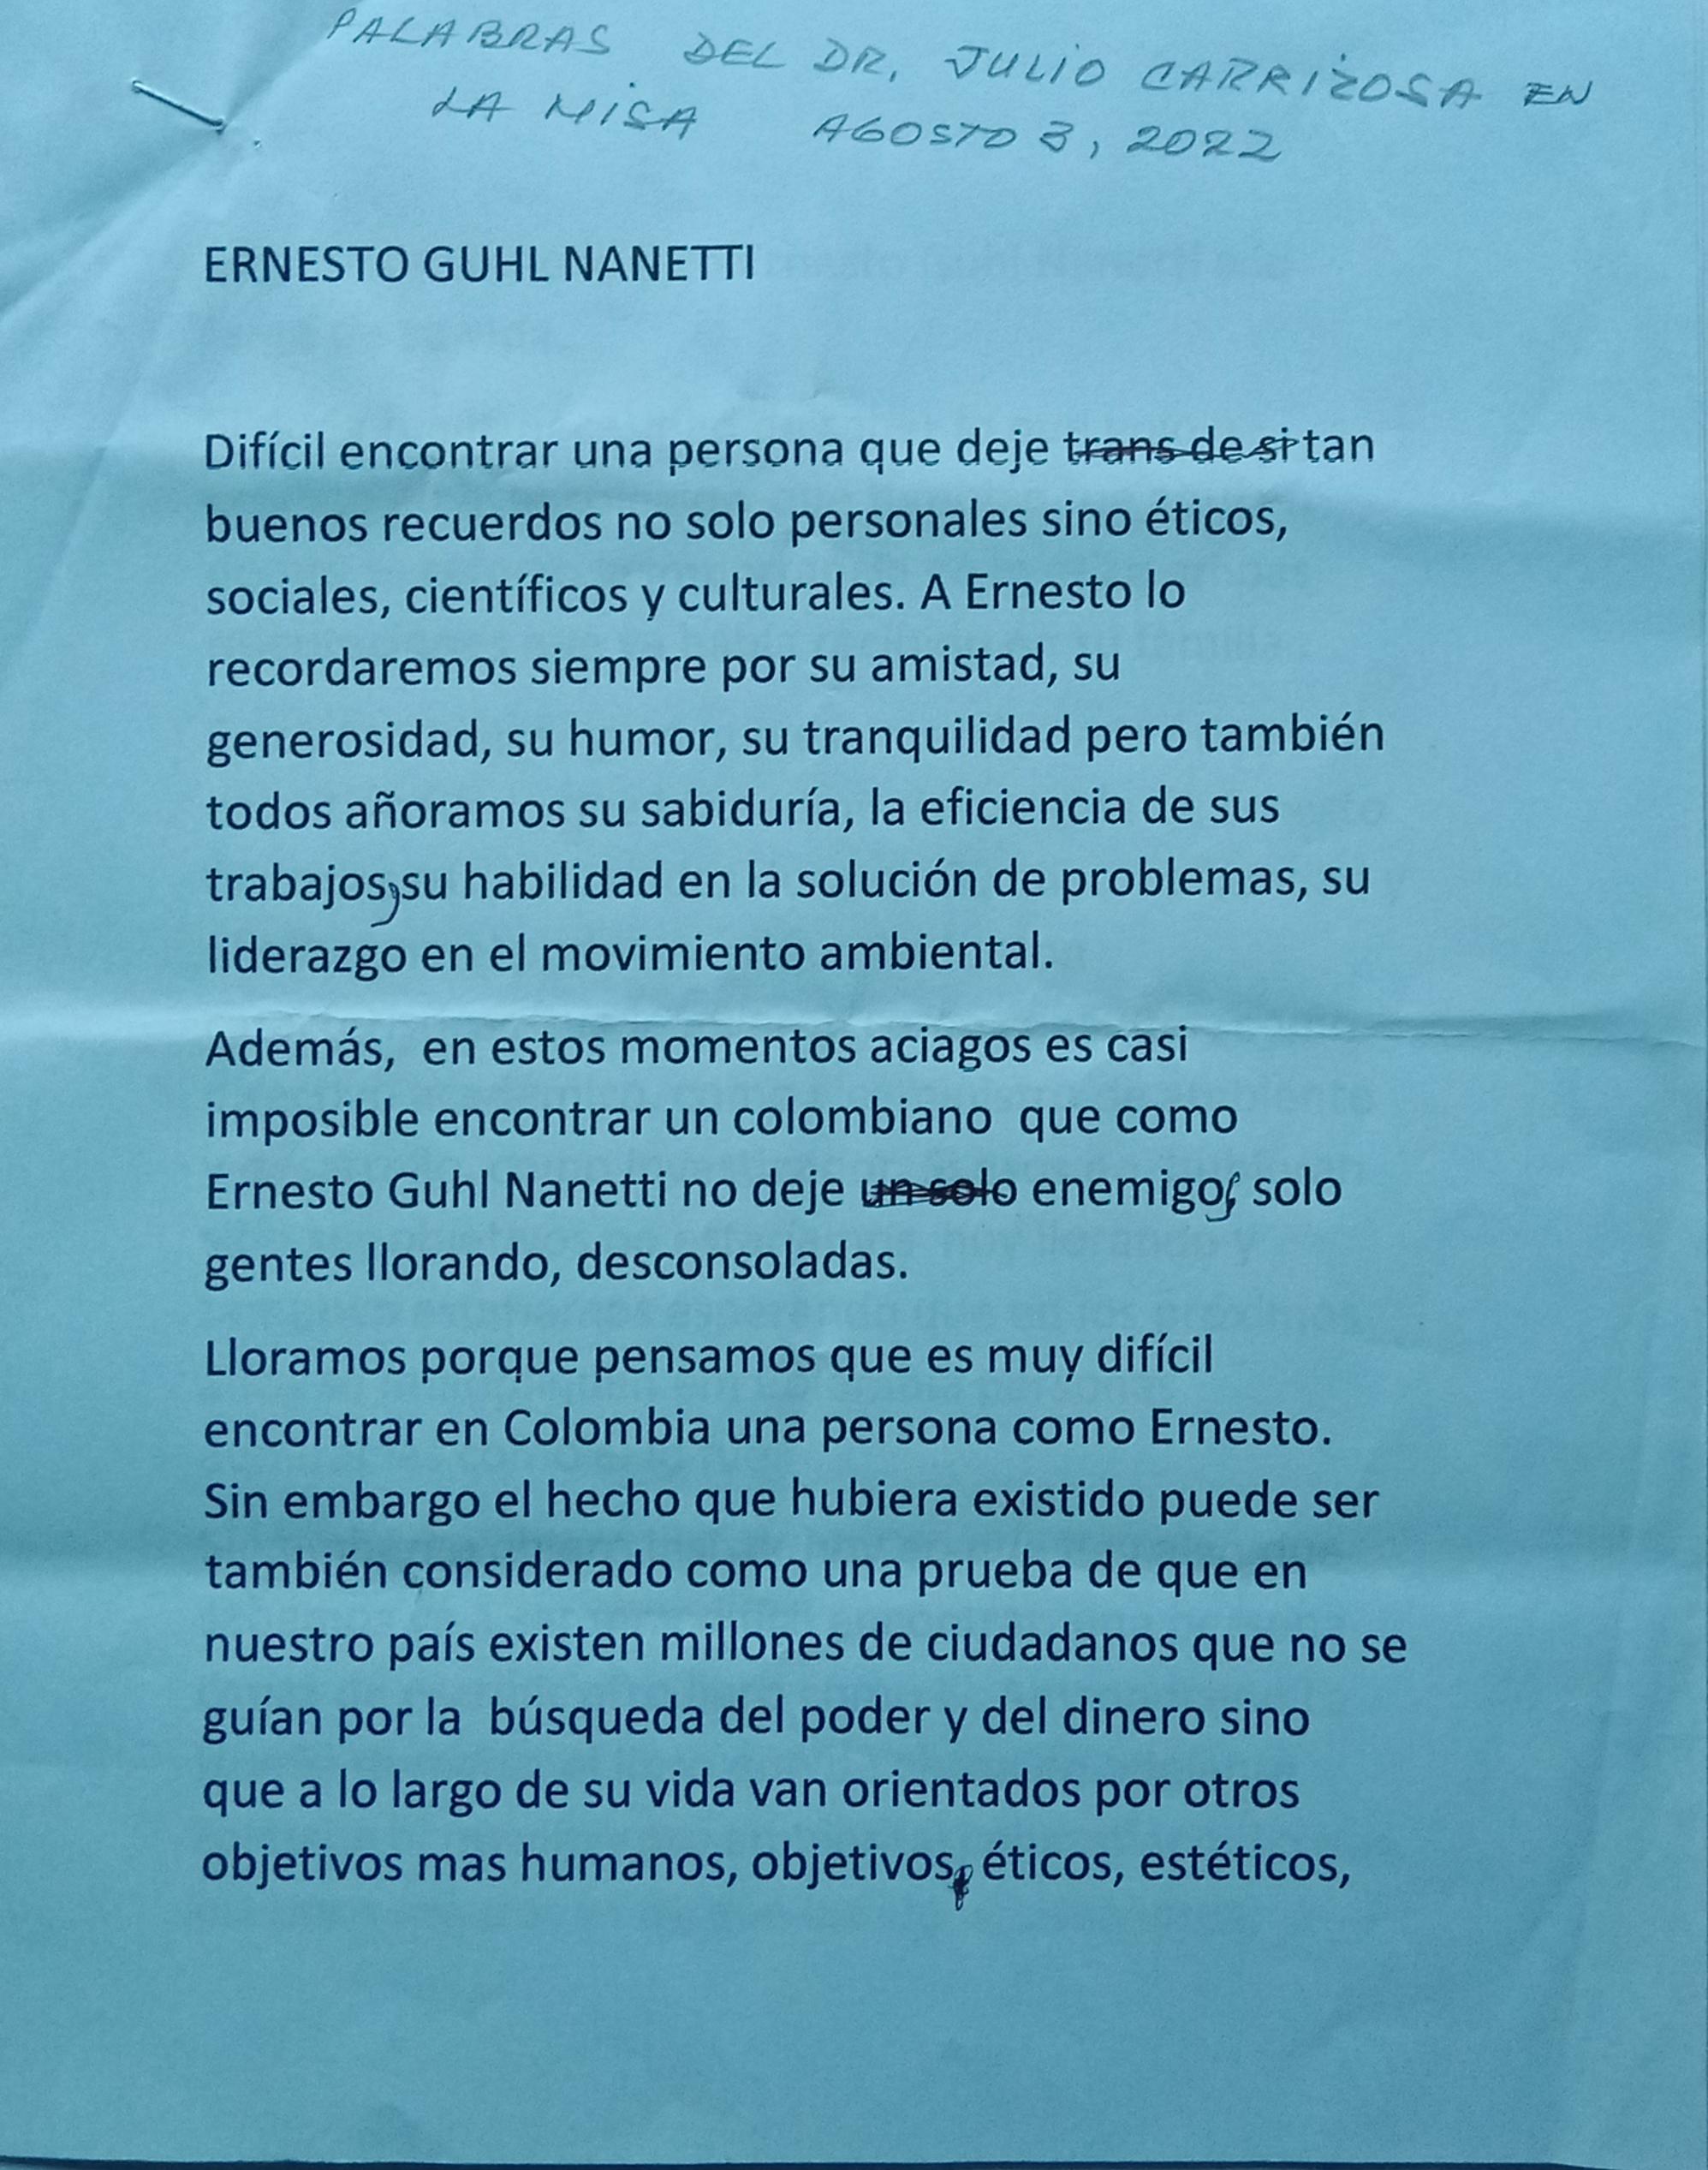 PALABRAS DEL DR. JULIO CARRIZOSA EN
LA MISA AGOSTO 3, 2022
ERNESTO GUHL NANETTI
Difícil encontrar una persona que deje trans de si tan
buenos recuerdos no solo personales sino éticos,
sociales, científicos y culturales. A Ernesto lo
recordaremos siempre por su amistad, su
generosidad, su humor, su tranquilidad pero también
todos añoramos su sabiduría, la eficiencia de sus
trabajos, su habilidad en la solución de problemas, su
liderazgo en el movimiento ambiental.
Además, en estos momentos aciagos es casi
imposible encontrar un colombiano que como
Ernesto Guhl Nanetti no deje un solo enemigos, solo
gentes llorando, desconsoladas.
Lloramos porque pensamos que es muy difícil
encontrar en Colombia una persona como Ernesto.
Sin embargo el hecho que hubiera existido puede ser
también considerado como una prueba de que en
nuestro país existen millones de ciudadanos que no se
guían por la búsqueda del poder y del dinero sino
que a lo largo de su vida van orientados por otros
objetivos mas humanos, objetivos, éticos, estéticos,